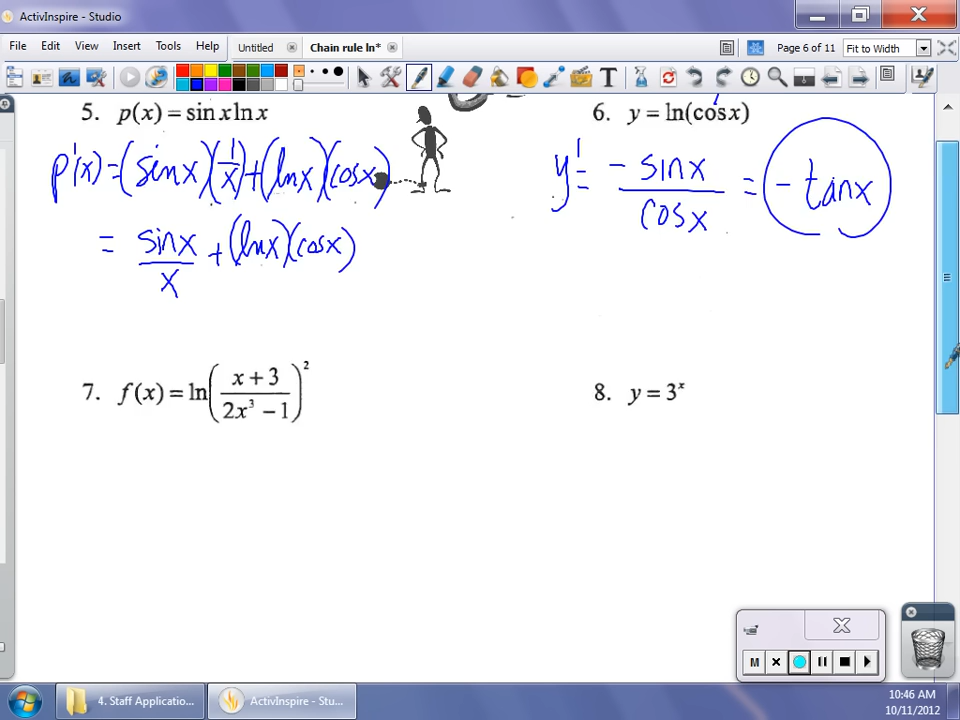 ActivInspire - Studio
File Edit View Insert Tools Help Untitled Chain rule ln* Page 6 of 11 Fit to Width
5. p(x) = sin x ln x
p'(x) = (sin x)(1/x) + (ln x)(cos x)
= sin x / x + (ln x)(cos x)
6. y = ln(cos x)
y' = - sin x / cos x = - tan x
7. f(x) = ln((x + 3)/(2x³ - 1))²
8. y = 3ˣ
M
4. Staff Applicatio... ActivInspire - Stu... 10:46 AM
10/11/2012